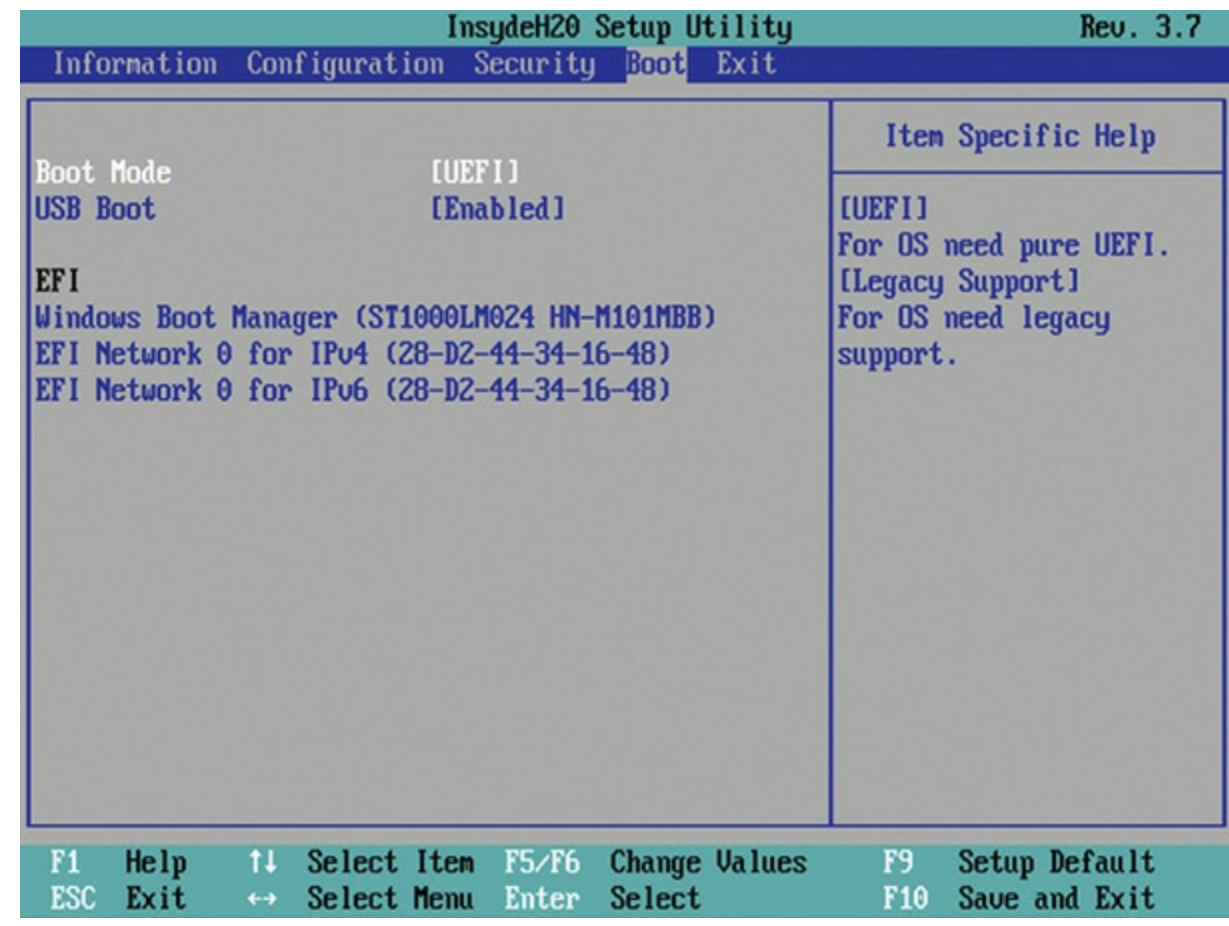 InsydeH20 Setup Utility Rev. 3.7
Information Configuration Security Boot Exit
Boot Mode [UEFI]
USB Boot [Enabled]
EFI
Windows Boot Manager (ST1000LM024 HN-M101MBB)
EFI Network 0 for IPv4 (28-D2-44-34-16-48)
EFI Network 0 for IPv6 (28-D2-44-34-16-48)
Item Specific Help
[UEFI]
For OS need pure UEFI.
[Legacy Support]
For OS need legacy
support.
F1 Help ↑↓ Select Item F5/F6 Change Values F9 Setup Default
ESC Exit ↔ Select Menu Enter Select F10 Save and Exit